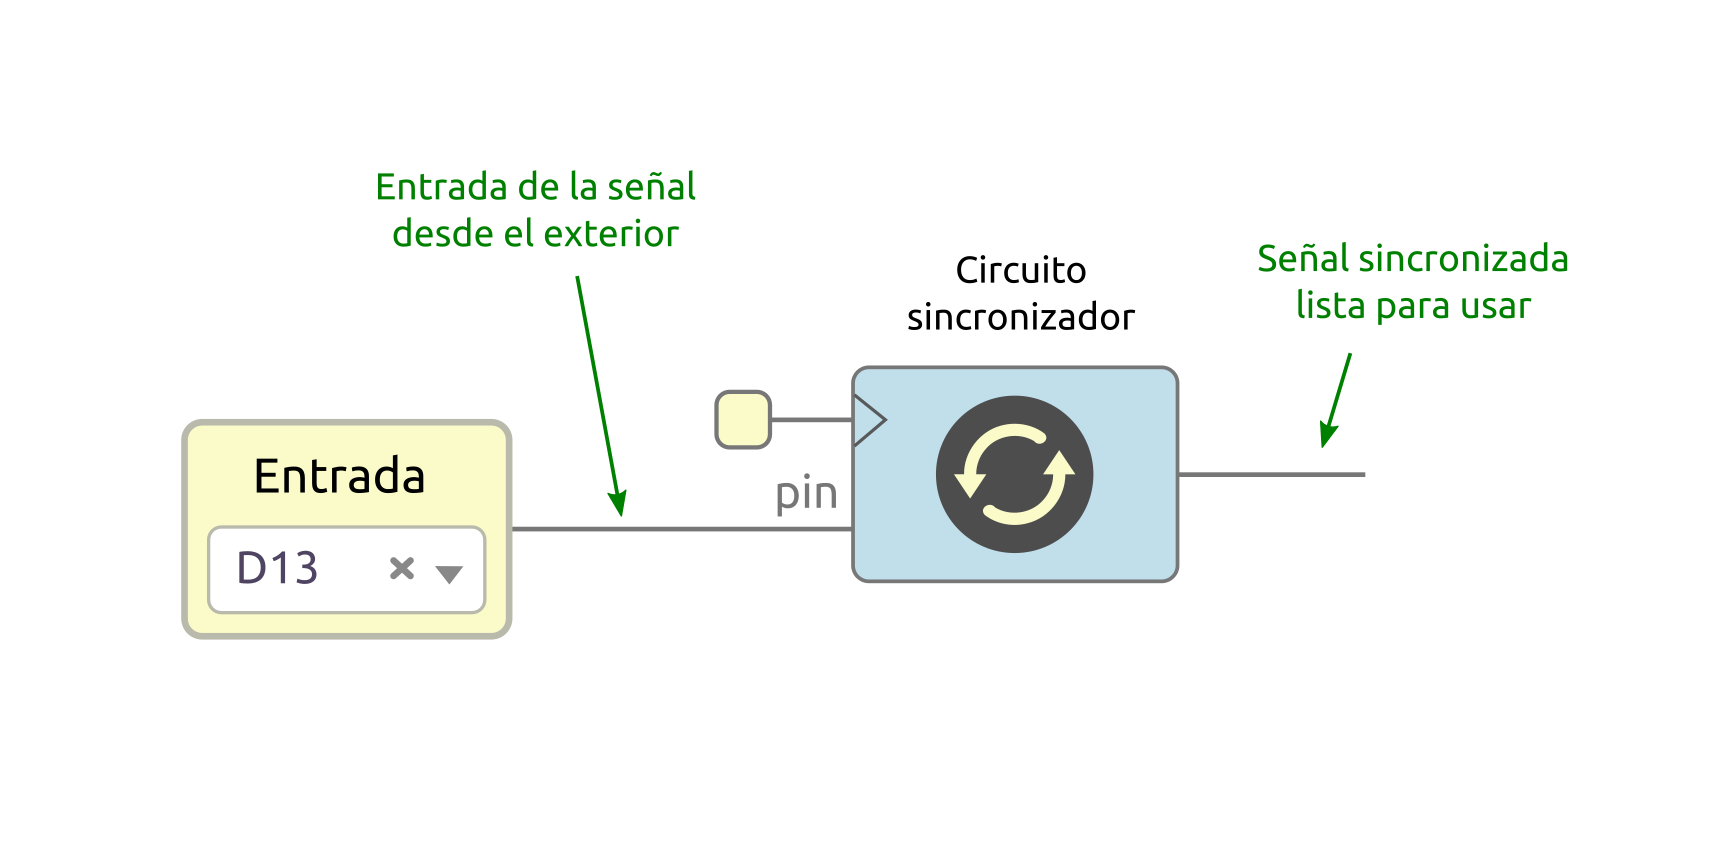 Entrada de la señal
desde el exterior
Circuito
sincronizador
Señal sincronizada
lista para usar
Entrada
D13
pin